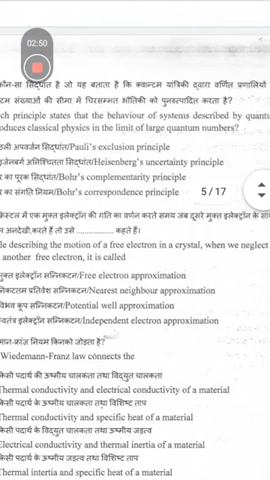 02:50
कौन-सा सिद्धांत है जो यह बताता है कि क्वान्टम यांत्रिकी द्वारा वर्णित प्रणालियों
टम संख्याओं की सीमा में चिरसम्मत भौतिकी को पुनरुत्पादित करता है?
ch principle states that the behaviour of systems described by quantu
oduces classical physics in the limit of large quantum numbers?
उली अपवर्जन सिद्धांत/Pauli's exclusion principle
इजेनबर्ग अनिश्चितता सिद्धांत/Heisenberg's uncertainty principle
र का पूरक सिद्धांत/Bohr's complementarity principle
र का संगति नियम/Bohr's correspondence principle
5 / 17
क्रिस्टल में एक मुक्त इलेक्ट्रॉन की गति का वर्णन करते समय जब दूसरे मुक्त इलेक्ट्रॉन के सा
न अनदेखी.करते हैं तो उसे .................. कहते हैं।
le describing the motion of a free electron in a crystal, when we neglect
another free electron, it is called
मुक्त इलेक्ट्रॉन सन्निकटन/Free electron approximation
निकटतम प्रतिवेश सन्निकटन/Nearest neighbour approximation
विभव कूप सन्निकटन/Potential well approximation
स्वतंत्र इलेक्ट्रॉन सन्निकटन/Independent electron approximation
मान-फ्रांज़ नियम किनको जोड़ता है?
Wiedemann-Franz law connects the
केसी पदार्थ की ऊष्मीय चालकता तथा विद्युत चालकता
Thermal conductivity and electrical conductivity of a material
केसी पदार्थ के ऊष्मीय चालकता तथा विशिष्ट ताप
Thermal conductivity and specific heat of a material
केसी पदार्थ के विद्युत चालकता तथा ऊष्मीय जड़त्व
Electrical conductivity and thermal inertia of a material
केसी पदार्थ के ऊष्मीय जड़त्व तथा विशिष्ट ताप
Thermal intertia and specific heat of a material